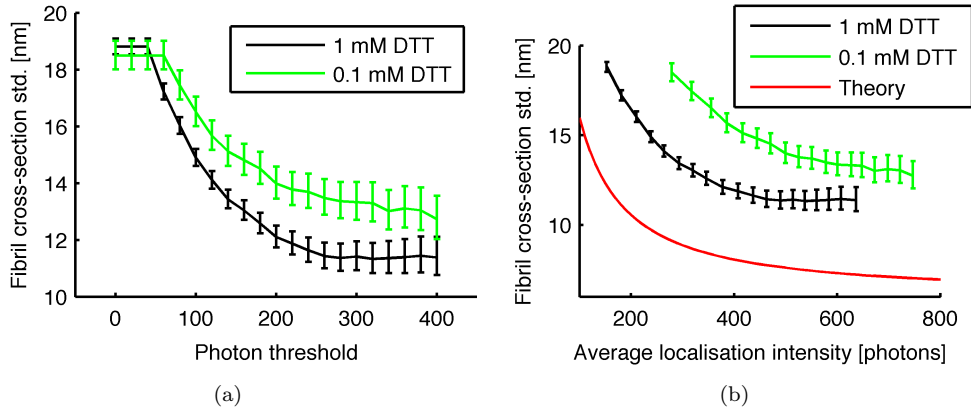 Fibril cross-section std. [nm]
20
18
16
14
12
10
0
100
200
300
400
Photon threshold
1 mM DTT
0.1 mM DTT
(a)
Fibril cross-section std. [nm]
20
15
10
200
400
600
800
Average localisation intensity [photons]
1 mM DTT
0.1 mM DTT
Theory
(b)